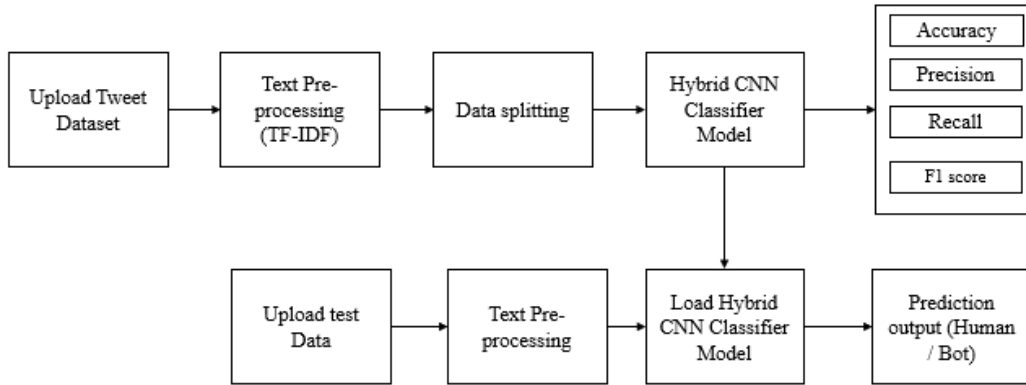 Upload Tweet
Dataset
Text Pre-
processing
(TF-IDF)
Data splitting
Hybrid CNN
Classifier
Model
Accuracy
Precision
Recall
F1 score
Upload test
Data
Text Pre-
processing
Load Hybrid
CNN Classifier
Model
Prediction
output (Human
/ Bot)